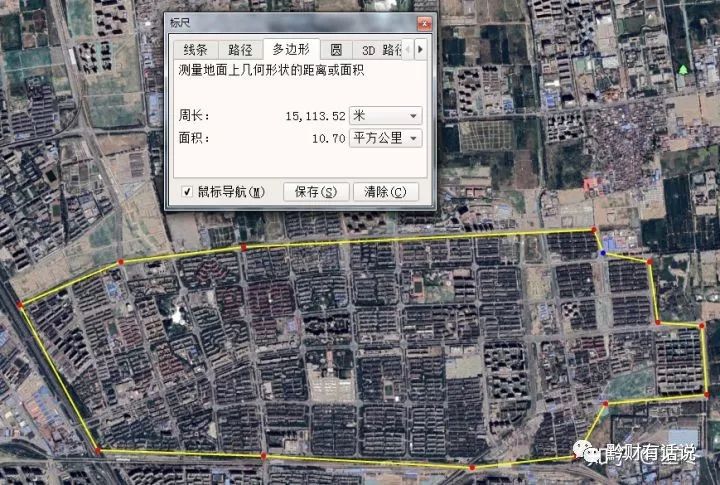 标尺
线条 路径 多边形 圆 3D 路径
测量地面上几何形状的距离或面积
周长: 15,113.52 米
面积: 10.70 平方公里
鼠标导航(M) 保存(S) 清除(C)
黔财有话说